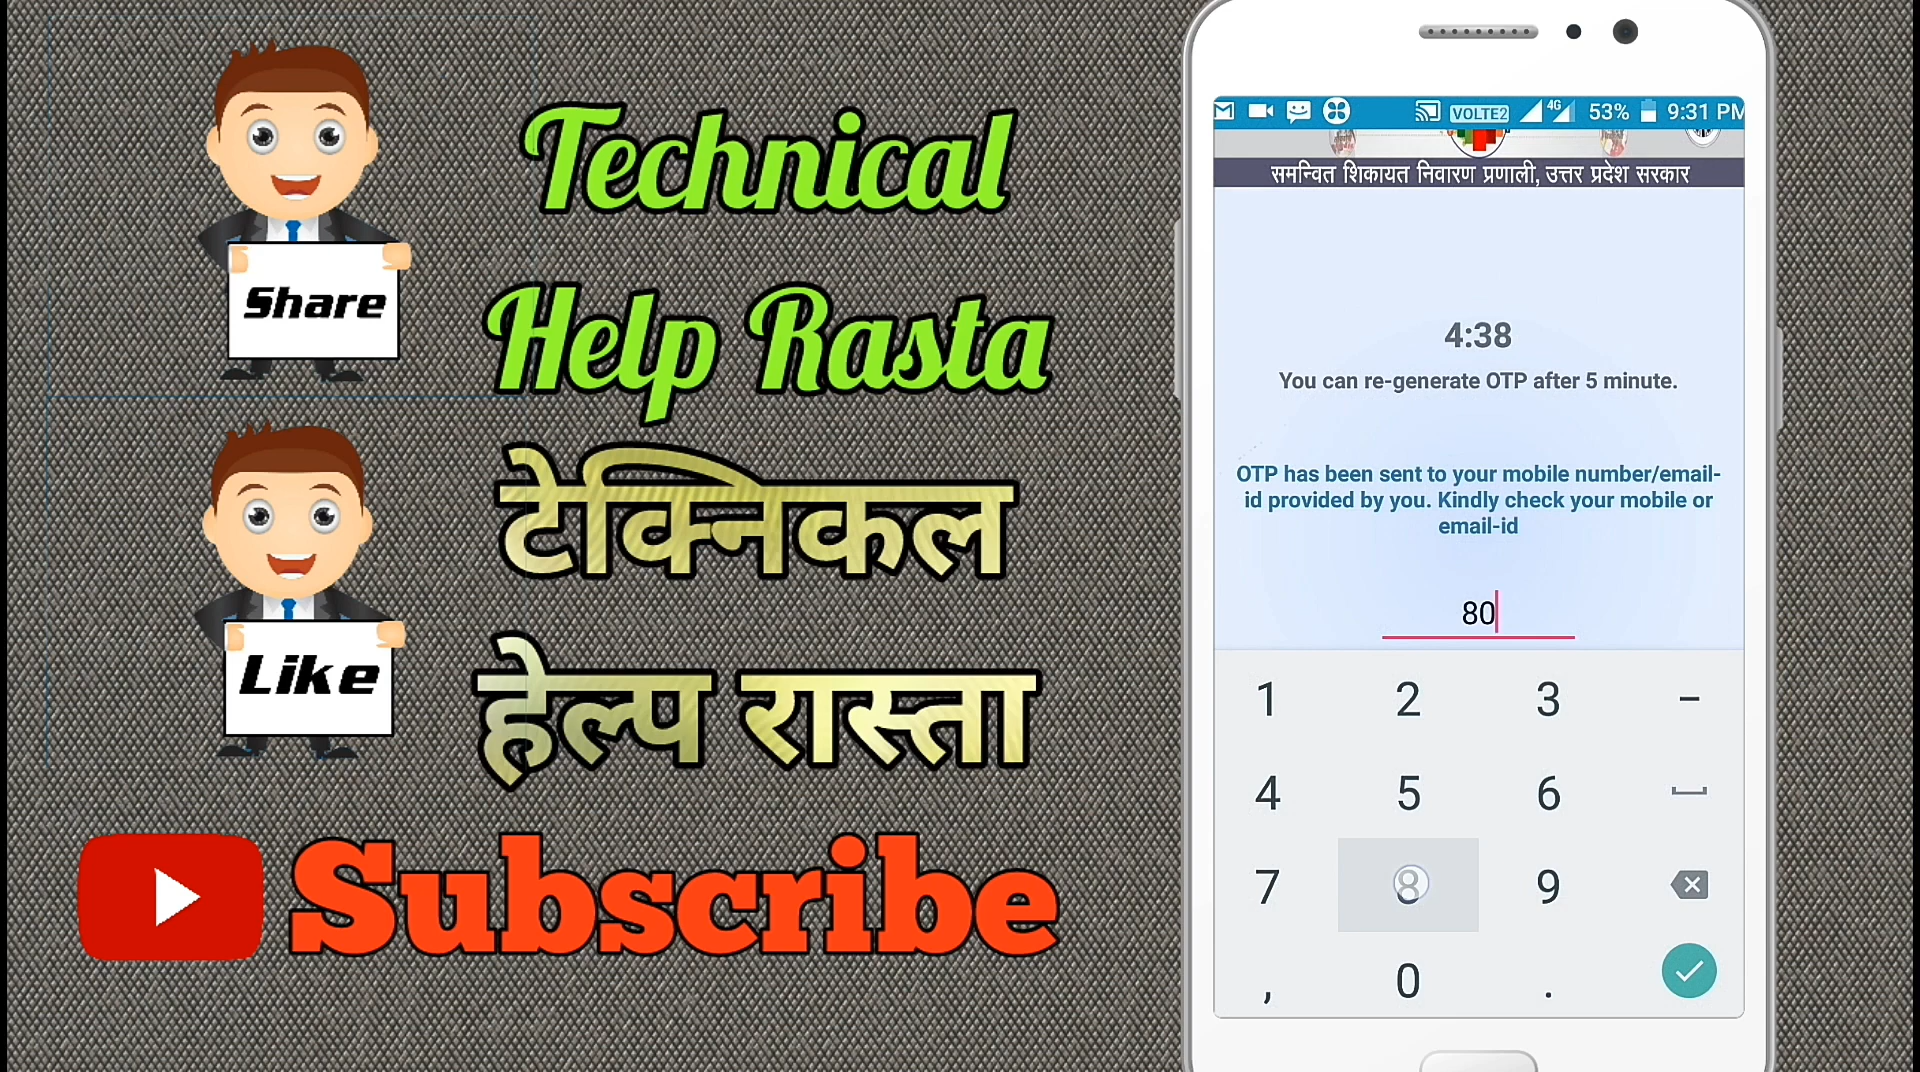 Share
Technical
Help Rasta
टेक्निकल
हेल्प रास्ता
Like
Subscribe
VOLTE2 4G 53% 9:31 PM
समन्वित शिकायत निवारण प्रणाली, उत्तर प्रदेश सरकार
4:38
You can re-generate OTP after 5 minute.
OTP has been sent to your mobile number/email-
id provided by you. Kindly check your mobile or
email-id
80
1 2 3 -
4 5 6
7 8 9
, 0 .